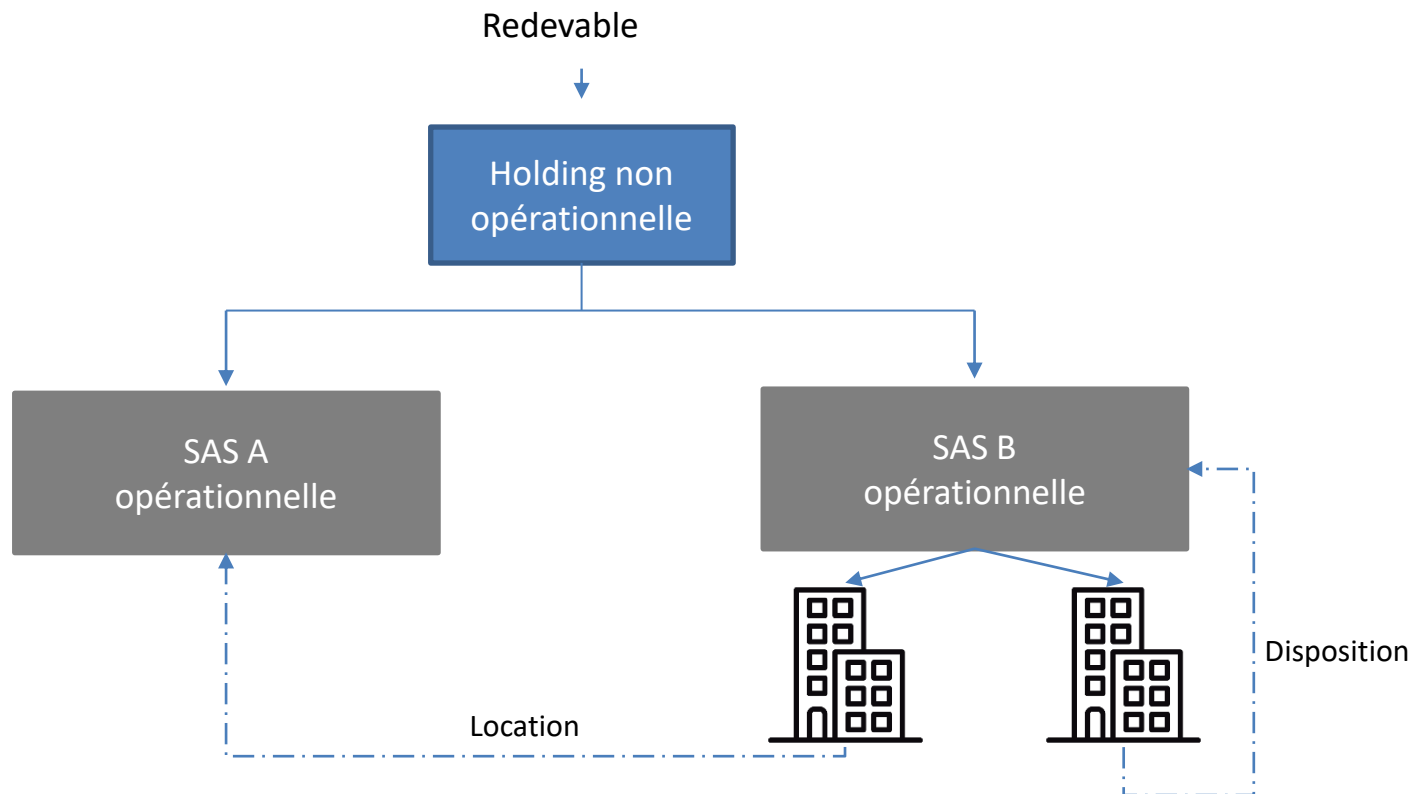 Redevable
Holding non
opérationnelle
SAS A
opérationnelle
SAS B
opérationnelle
Disposition
Location